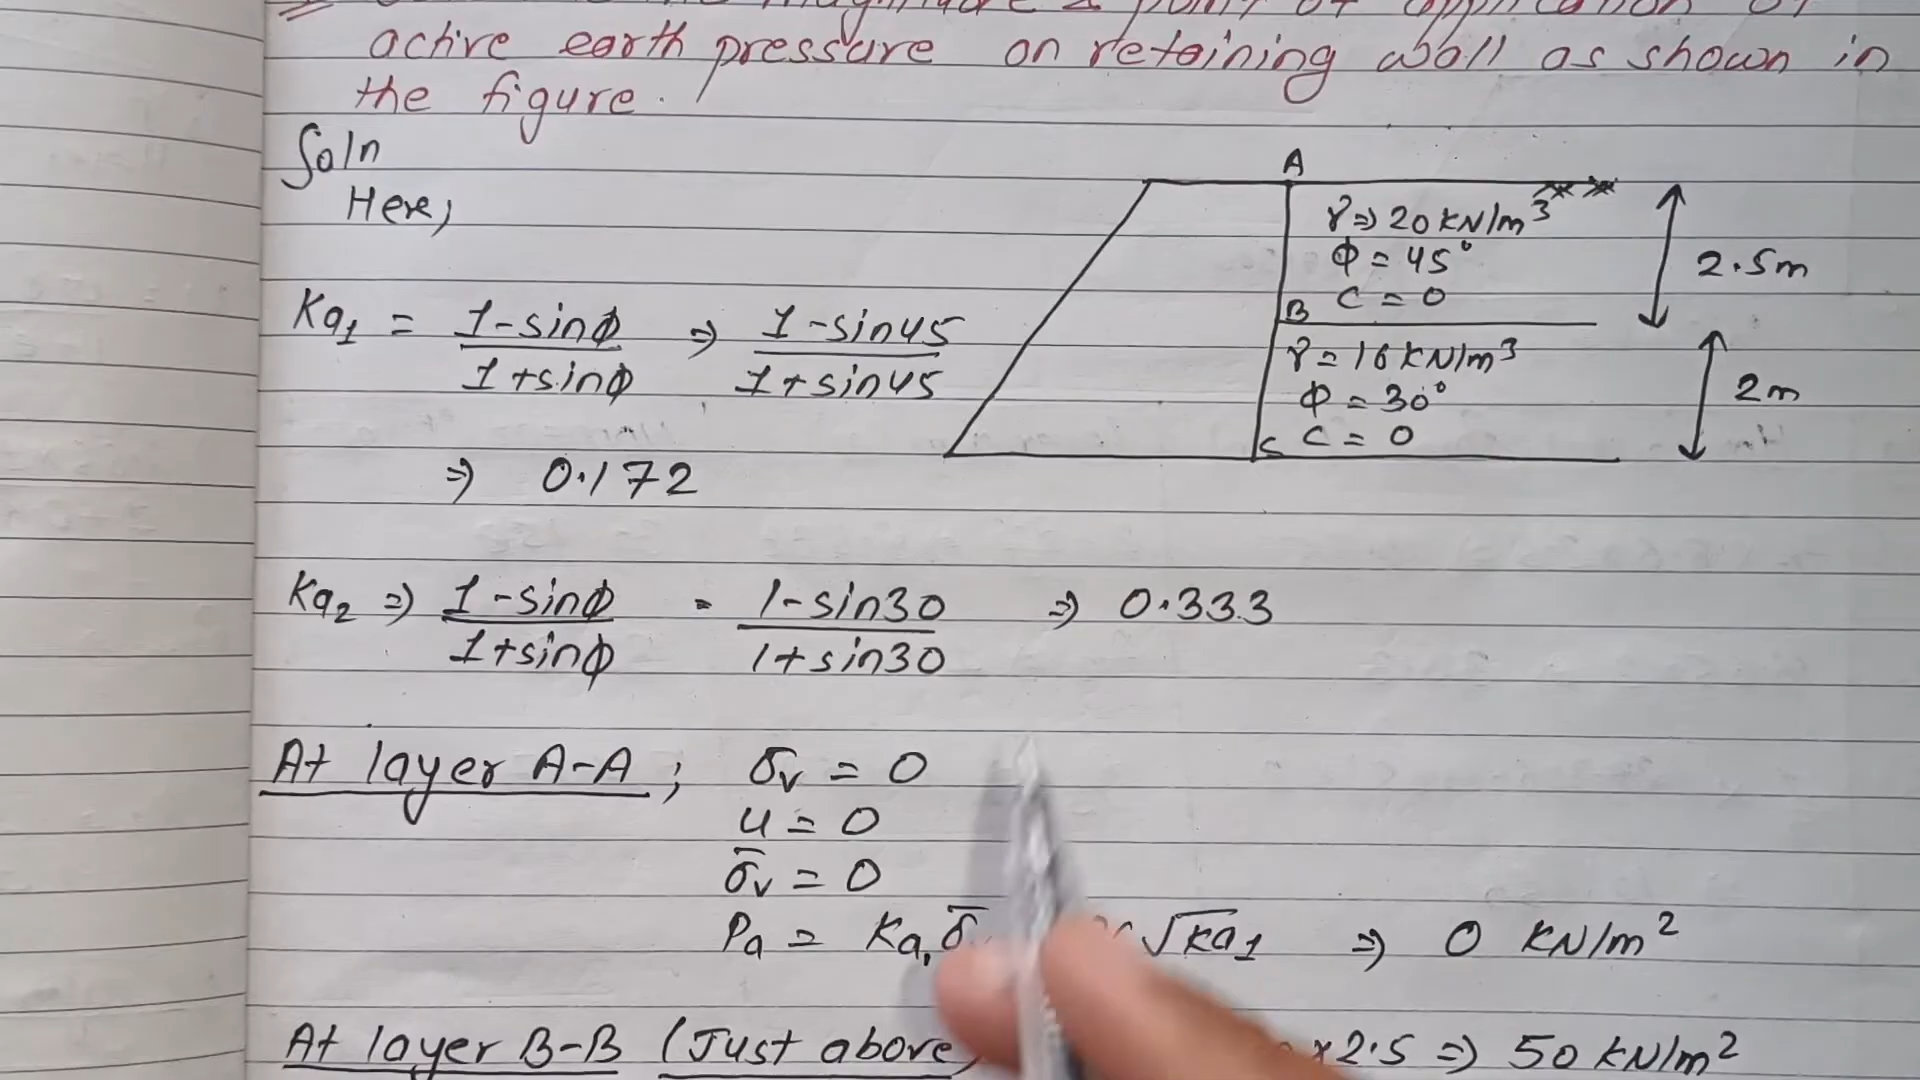 active earth pressure on retaining wall as shown in
the figure.
Soln
Here,
A
γ⇒20 KN/m³
Φ = 45°
C = 0
2.5m
B
γ=16 KN/m³
Φ = 30°
C = 0
2m
C
Ka₁ = (1-sinΦ)/(1+sinΦ) ⇒ (1-sin45)/(1+sin45)
⇒ 0.172
Ka₂ ⇒ (1-sinΦ)/(1+sinΦ) = (1-sin30)/(1+sin30) ⇒ 0.333
At layer A-A ; σᵥ = 0
u = 0
σ̄ᵥ = 0
Pa = Ka₁ σ̄ √Ka₁ ⇒ 0 KN/m²
At layer B-B (Just above) ×2.5 ⇒ 50 KN/m²